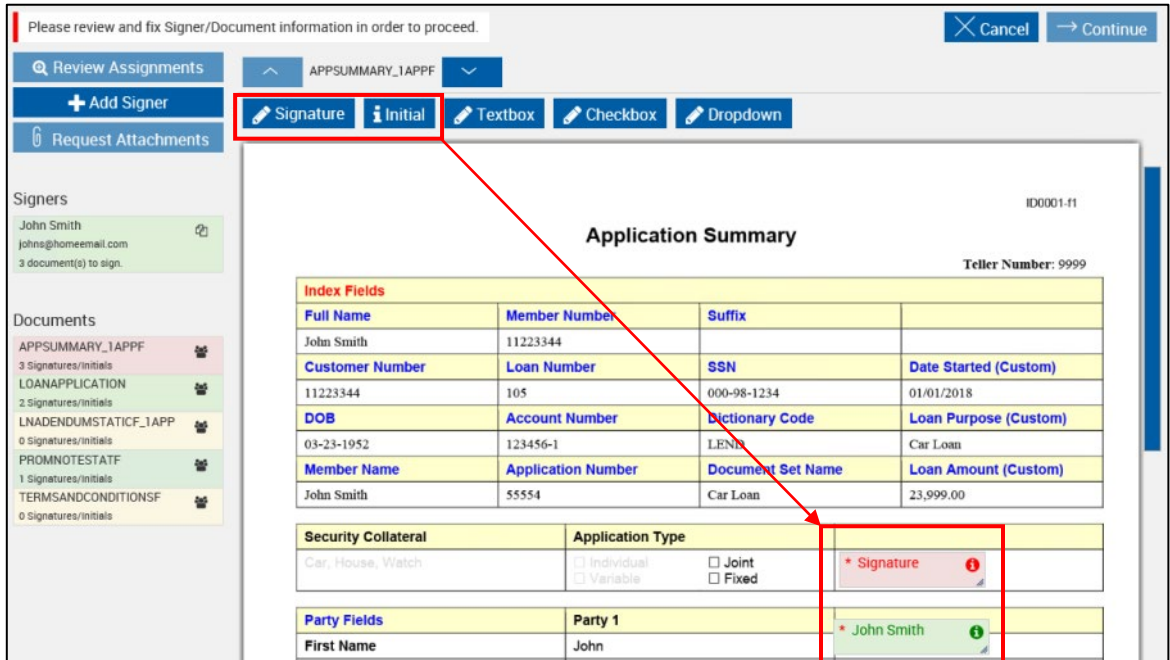 Please review and fix Signer/Document information in order to proceed.
Cancel
Continue
Review Assignments
APPSUMMARY_1APPF
Add Signer
Signature
Initial
Textbox
Checkbox
Dropdown
Request Attachments
Signers
John Smith
johns@homeemail.com
3 document(s) to sign.
Documents
APPSUMMARY_1APPF
3 Signatures/Initials
LOANAPPLICATION
2 Signatures/Initials
LNADENDUMSTATICF_1APP
0 Signatures/Initials
PROMNOTESTATF
1 Signatures/Initials
TERMSANDCONDITIONSF
0 Signatures/Initials
ID0001-f1
Application Summary
Teller Number: 9999
Index Fields
Full Name Member Number Suffix
John Smith 11223344
Customer Number Loan Number SSN Date Started (Custom)
11223344 105 000-98-1234 01/01/2018
DOB Account Number Dictionary Code Loan Purpose (Custom)
03-23-1952 123456-1 LEND Car Loan
Member Name Application Number Document Set Name Loan Amount (Custom)
John Smith 55554 Car Loan 23,999.00
Security Collateral Application Type
Car, House, Watch Individual Joint * Signature
Variable Fixed
Party Fields Party 1
* John Smith
First Name John